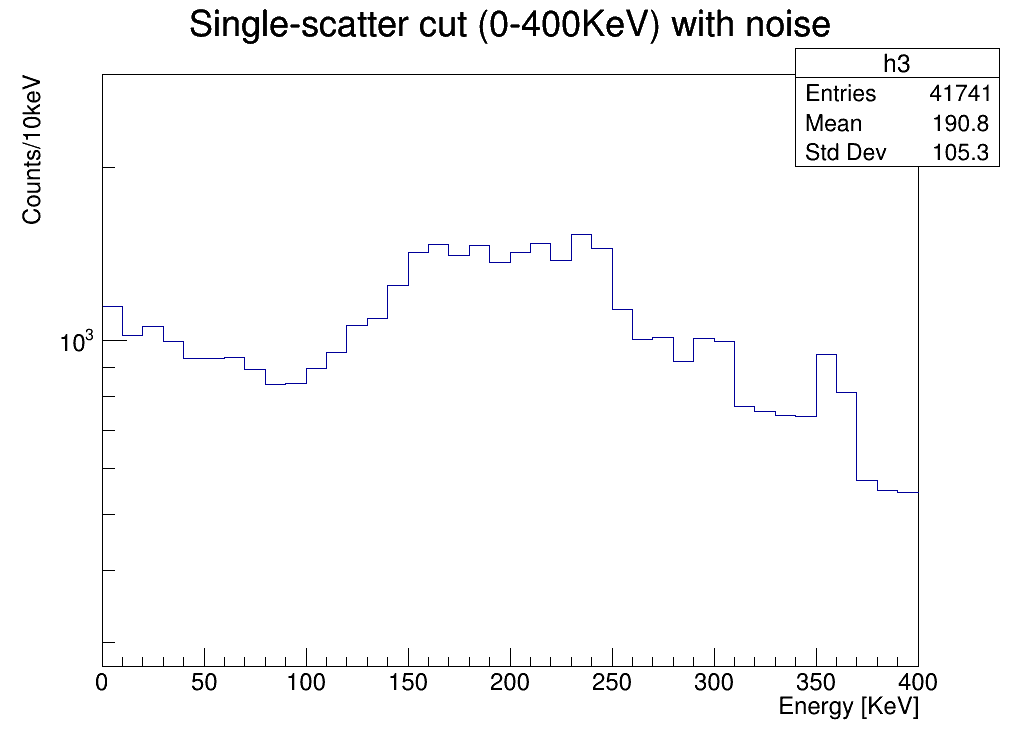 Single-scatter cut (0-400KeV) with noise
h3
Entries 41741
Mean 190.8
Std Dev 105.3
Counts/10keV
10³
0 50 100 150 200 250 300 350 400
Energy [KeV]